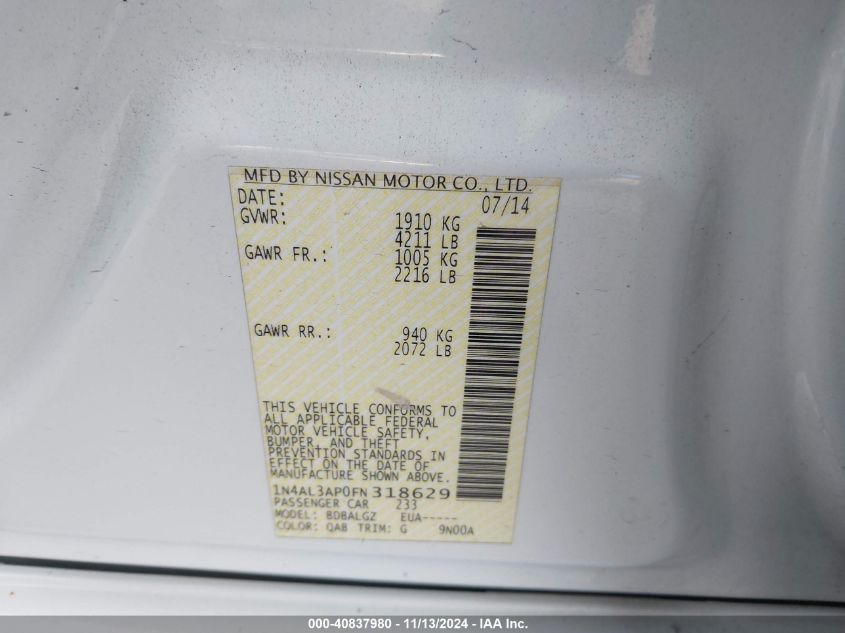 MFD BY NISSAN MOTOR CO., LTD.
DATE: 07/14
GVWR: 1910 KG
4211 LB
GAWR FR.: 1005 KG
2216 LB
GAWR RR.: 940 KG
2072 LB
THIS VEHICLE CONFORMS TO
ALL APPLICABLE FEDERAL
MOTOR VEHICLE SAFETY,
BUMPER, AND THEFT
PREVENTION STANDARDS IN
EFFECT ON THE DATE OF
MANUFACTURE SHOWN ABOVE.
1N4AL3AP0FN318629
PASSENGER CAR 233
MODEL: BDBALGZ EUA-----
COLOR: QAB TRIM: G 9N00A
000-40837980 - 11/13/2024 - IAA Inc.